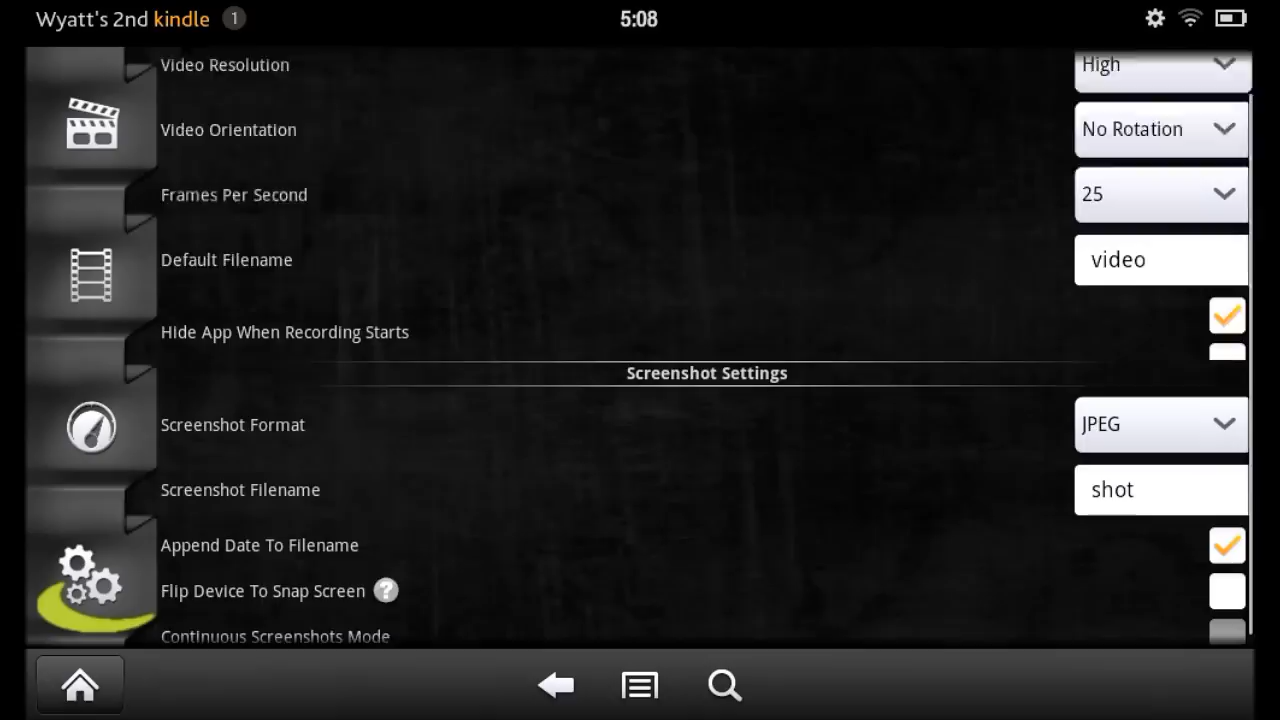 Wyatt's 2nd kindle 1 5:08
Video Resolution High
Video Orientation No Rotation
Frames Per Second 25
Default Filename video
Hide App When Recording Starts
Screenshot Settings
Screenshot Format JPEG
Screenshot Filename shot
Append Date To Filename
Flip Device To Snap Screen ?
Continuous Screenshots Mode